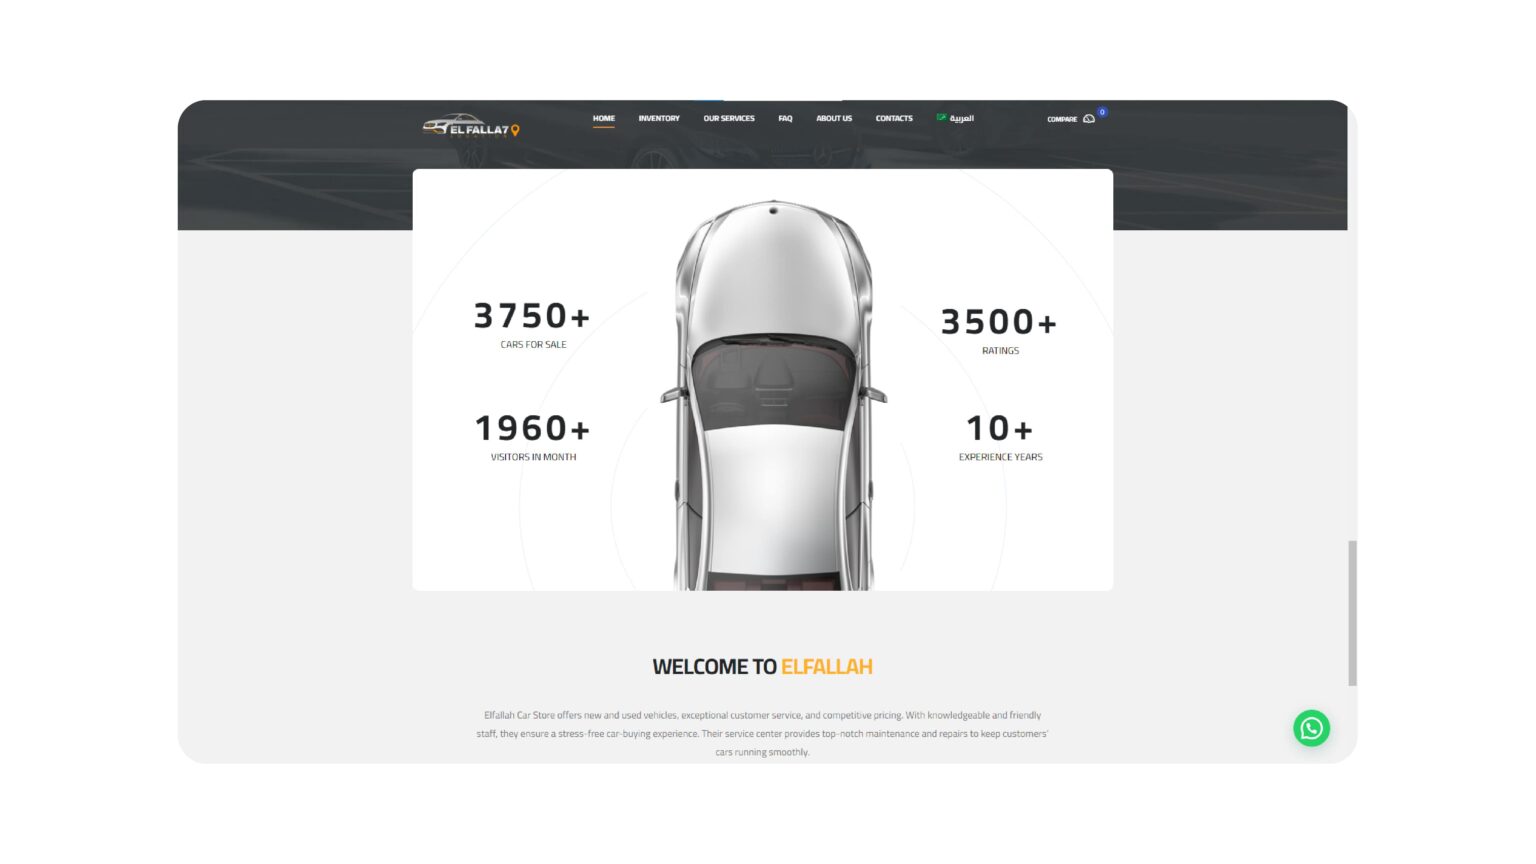 EL FALLA7
HOME INVENTORY OUR SERVICES FAQ ABOUT US CONTACTS العربية COMPARE 0
3750+
CARS FOR SALE
3500+
RATINGS
1960+
VISITORS IN MONTH
10+
EXPERIENCE YEARS
WELCOME TO ELFALLAH
Elfallah Car Store offers new and used vehicles, exceptional customer service, and competitive pricing. With knowledgeable and friendly
staff, they ensure a stress-free car-buying experience. Their service center provides top-notch maintenance and repairs to keep customers'
cars running smoothly.